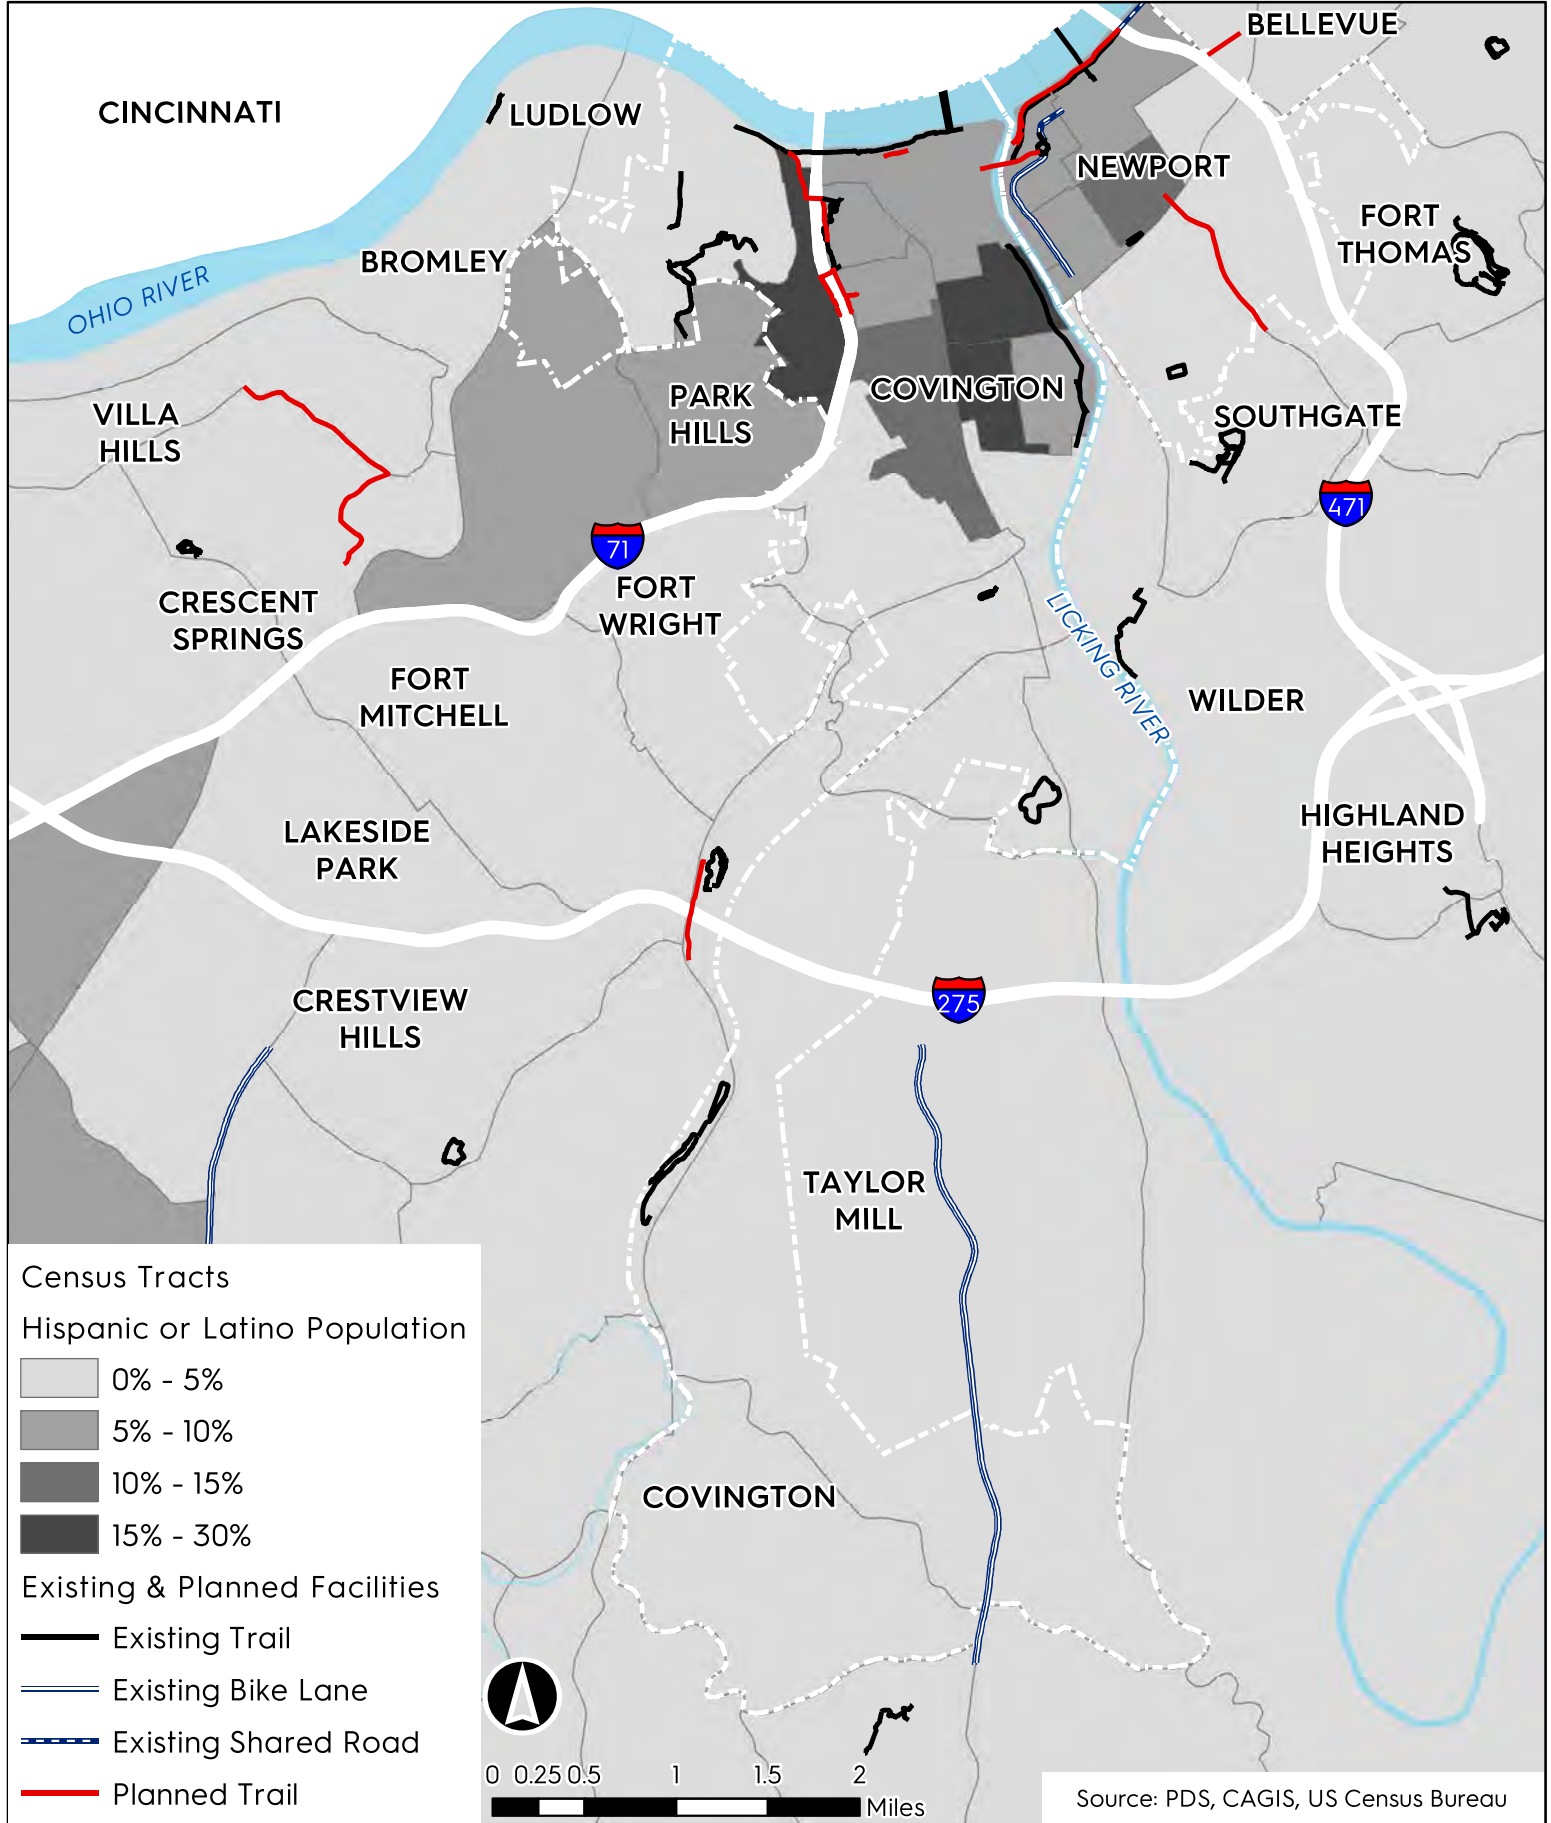 BELLEVUE
CINCINNATI
LUDLOW
NEWPORT
FORT
THOMAS
BROMLEY
OHIO RIVER
PARK
HILLS
COVINGTON
VILLA
HILLS
SOUTHGATE
471
71
CRESCENT
SPRINGS
FORT
WRIGHT
LICKING RIVER
FORT
MITCHELL
WILDER
LAKESIDE
PARK
HIGHLAND
HEIGHTS
CRESTVIEW
HILLS
275
TAYLOR
MILL
COVINGTON
Census Tracts
Hispanic or Latino Population
0% - 5%
5% - 10%
10% - 15%
15% - 30%
Existing & Planned Facilities
Existing Trail
Existing Bike Lane
Existing Shared Road
Planned Trail
0 0.25 0.5 1 1.5 2
Miles
Source: PDS, CAGIS, US Census Bureau